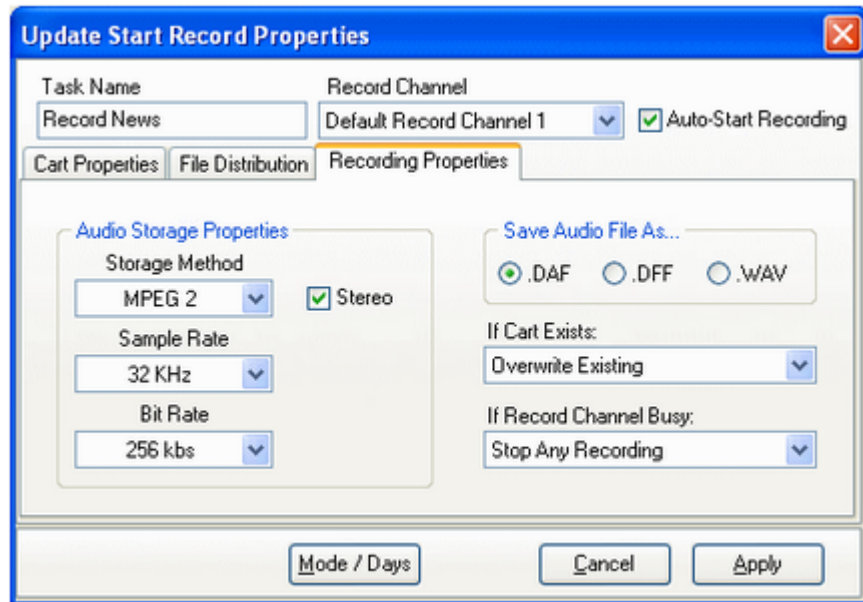 Update Start Record Properties
Task Name
Record Channel
Record News
Default Record Channel 1
Auto-Start Recording
Cart Properties
File Distribution
Recording Properties
Audio Storage Properties
Storage Method
MPEG 2
Stereo
Sample Rate
32 KHz
Bit Rate
256 kbs
Save Audio File As...
.DAF
.DFF
.WAV
If Cart Exists:
Overwrite Existing
If Record Channel Busy:
Stop Any Recording
Mode / Days
Cancel
Apply